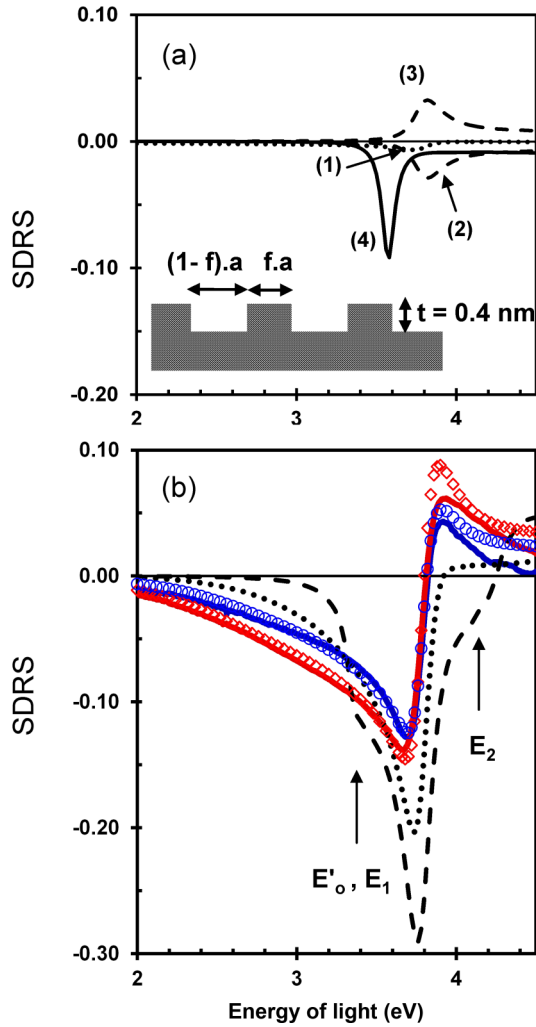 0.10
(a)
(3)
0.00
(1)
(2)
(4)
-0.10
(1- f).a
f.a
t = 0.4 nm
-0.20
SDRS
2
3
4
0.10
(b)
0.00
-0.10
E2
-0.20
E'o , E1
-0.30
SDRS
2
3
4
Energy of light (eV)